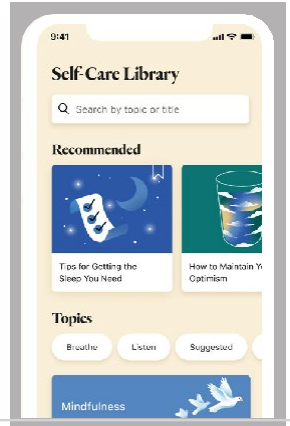 9:41
Self-Care Library
Search by topic or title
Recommended
Tips for Getting the
Sleep You Need
How to Maintain Yo
Optimism
Topics
Breathe
Listen
Suggested
Mindfulness